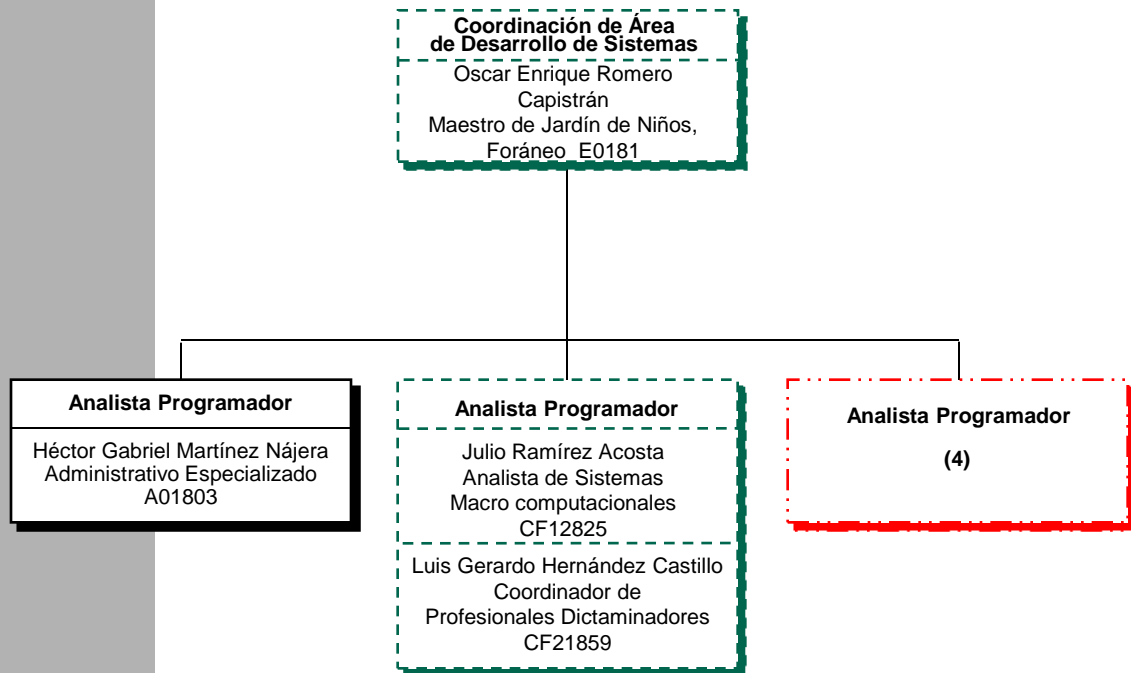 Coordinación de Área
de Desarrollo de Sistemas
Oscar Enrique Romero
Capistrán
Maestro de Jardín de Niños,
Foráneo E0181
Analista Programador
Héctor Gabriel Martínez Nájera
Administrativo Especializado
A01803
Analista Programador
Julio Ramírez Acosta
Analista de Sistemas
Macro computacionales
CF12825
Luis Gerardo Hernández Castillo
Coordinador de
Profesionales Dictaminadores
CF21859
Analista Programador
(4)